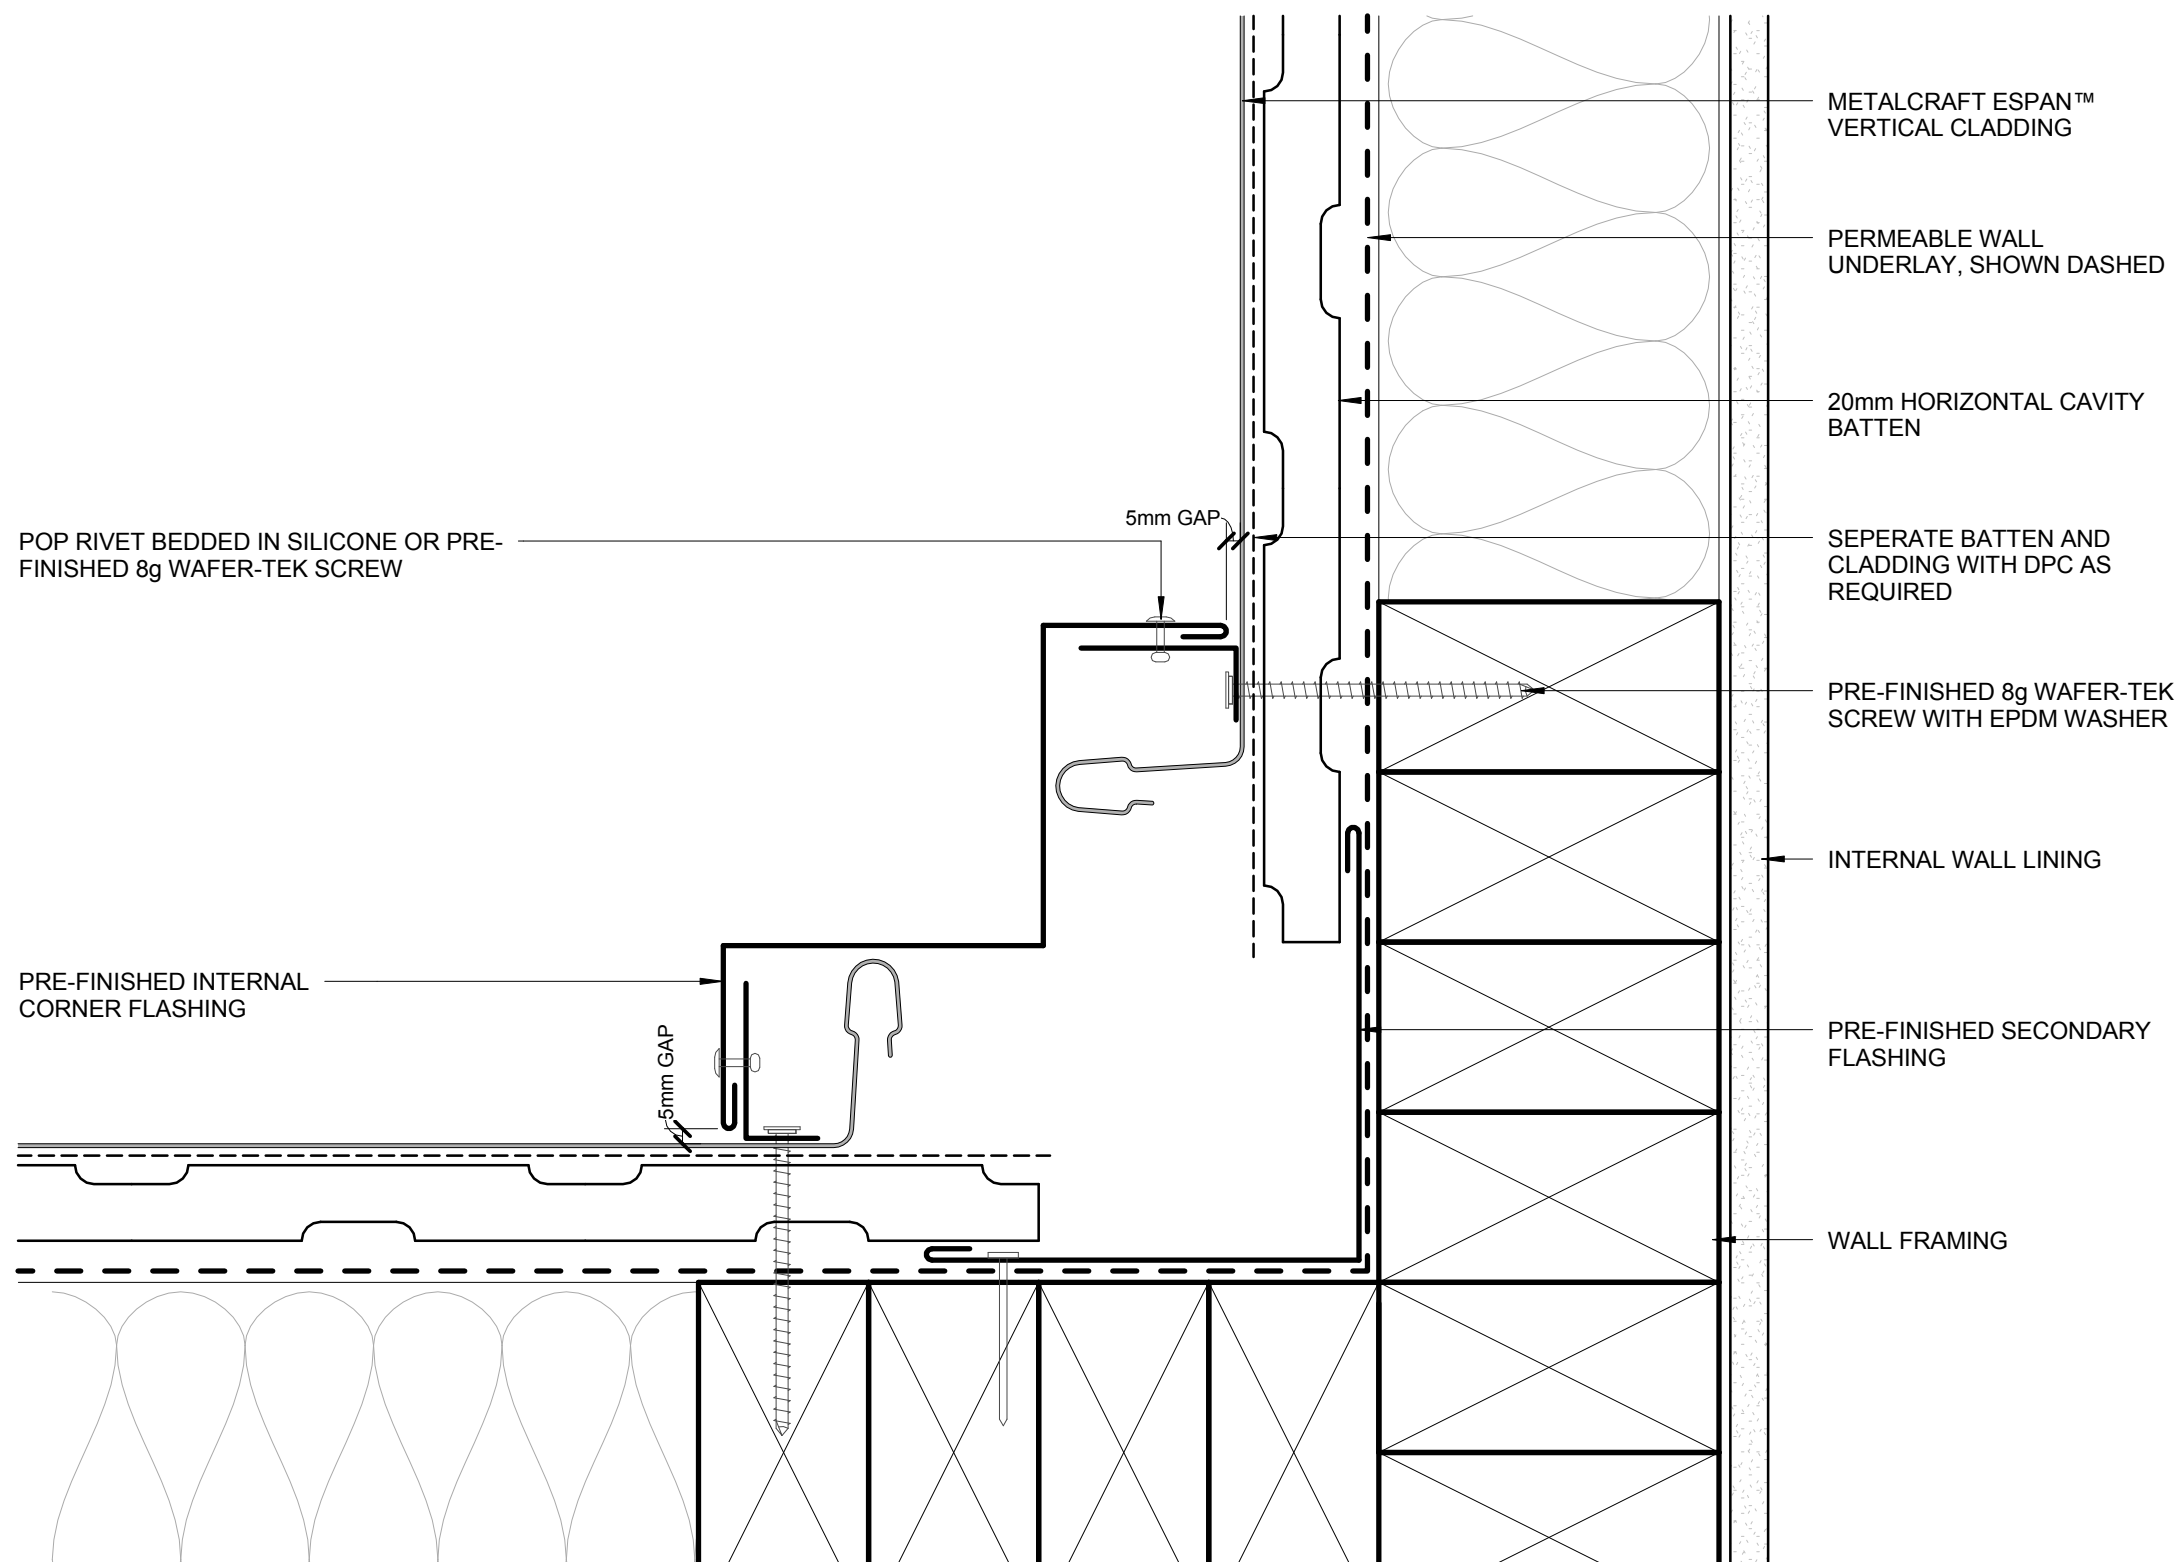 METALCRAFT ESPAN™
VERTICAL CLADDING
PERMEABLE WALL
UNDERLAY, SHOWN DASHED
20mm HORIZONTAL CAVITY
BATTEN
5mm GAP
POP RIVET BEDDED IN SILICONE OR PRE-
FINISHED 8g WAFER-TEK SCREW
SEPERATE BATTEN AND
CLADDING WITH DPC AS
REQUIRED
PRE-FINISHED 8g WAFER-TEK
SCREW WITH EPDM WASHER
INTERNAL WALL LINING
PRE-FINISHED INTERNAL
CORNER FLASHING
5mm GAP
PRE-FINISHED SECONDARY
FLASHING
WALL FRAMING